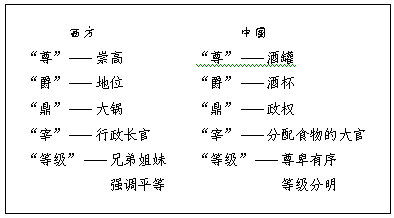 西方 中国
“尊” —— 崇高 “尊” —— 酒罐
“爵” —— 地位 “爵” —— 酒杯
“鼎” —— 大锅 “鼎” —— 政权
“宰” —— 行政长官 “宰” —— 分配食物的大官
“等级” —— 兄弟姐妹 “等级” —— 尊卑有序
强调平等 等级分明